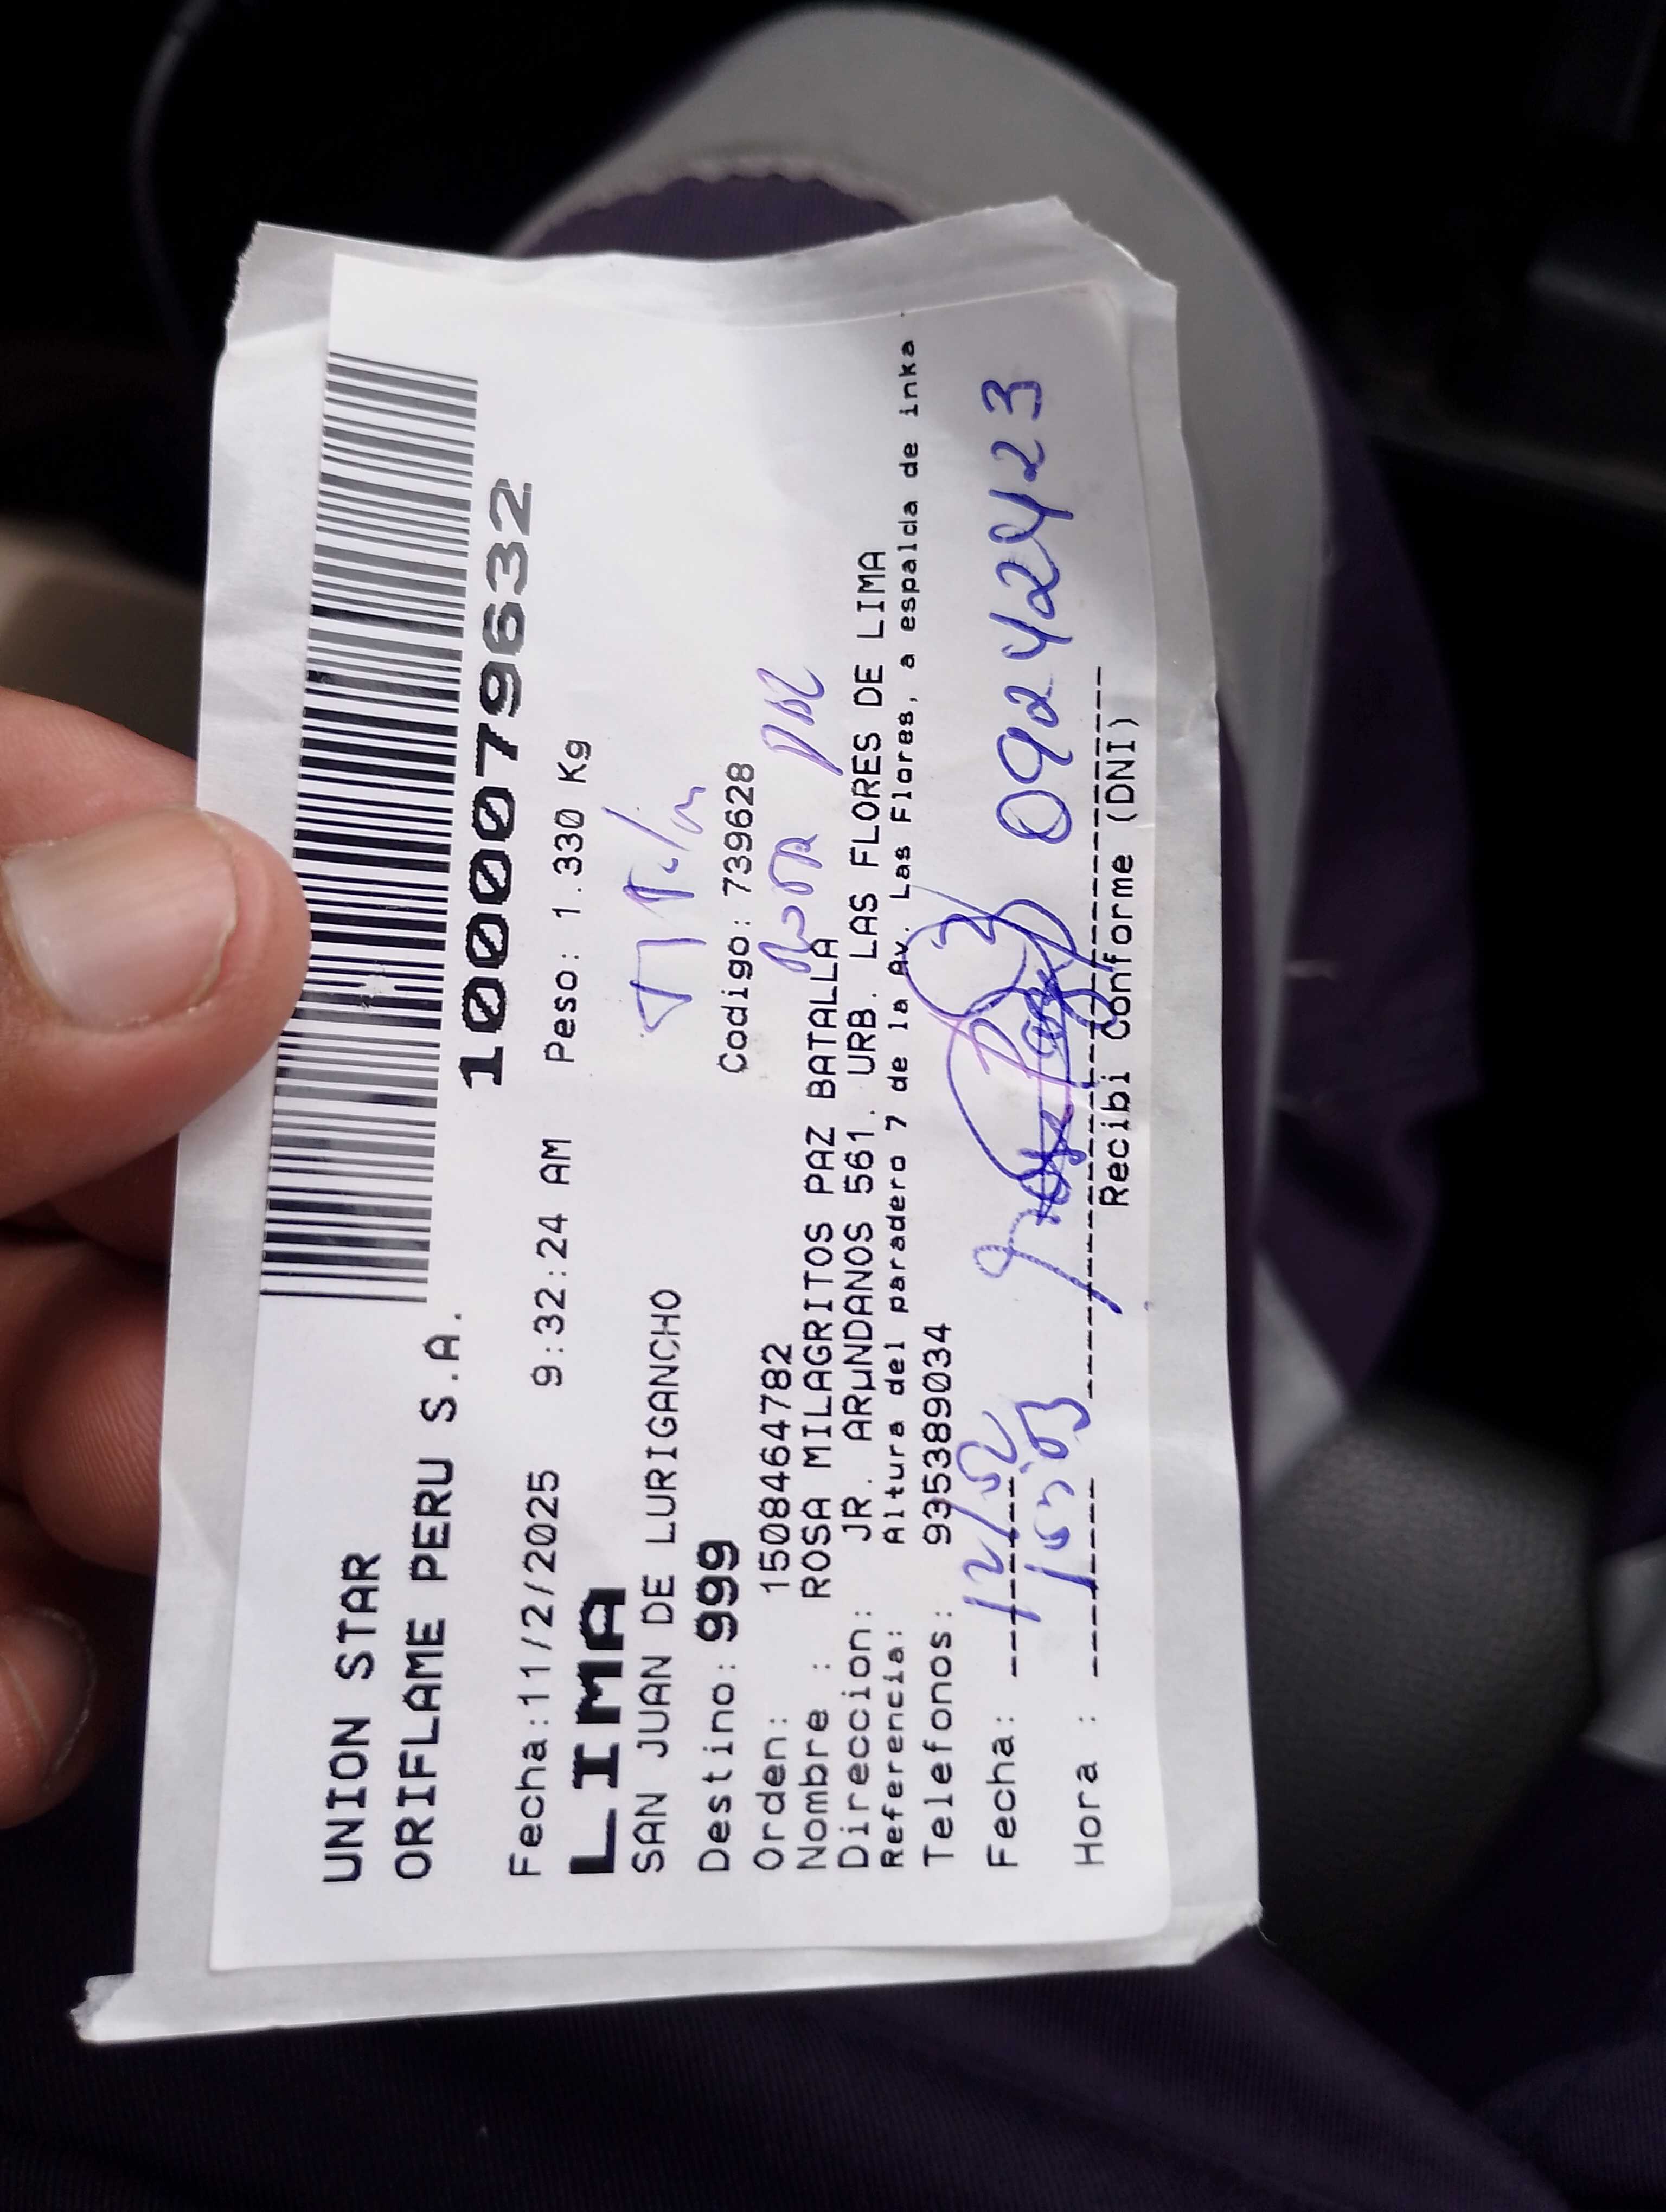 UNION STAR
ORIFLAME PERU S.A.
1000079632
Fecha:11/2/2025 9:32:24 AM Peso: 1.330 Kg
LIMA
SAN JUAN DE LURIGANCHO
Destino: 999 Codigo: 739628
Orden: 1508464782
Nombre : ROSA MILAGRITOS PAZ BATALLA
Direccion: JR. ARµNDANOS 561. URB. LAS FLORES DE LIMA
Referencia: Altura del paradero 7 de la Av. Las Flores, a espalda de inka
Telefonos: 935389034
Fecha: 12/02
Hora : 09242423
Recibi Conforme (DNI)